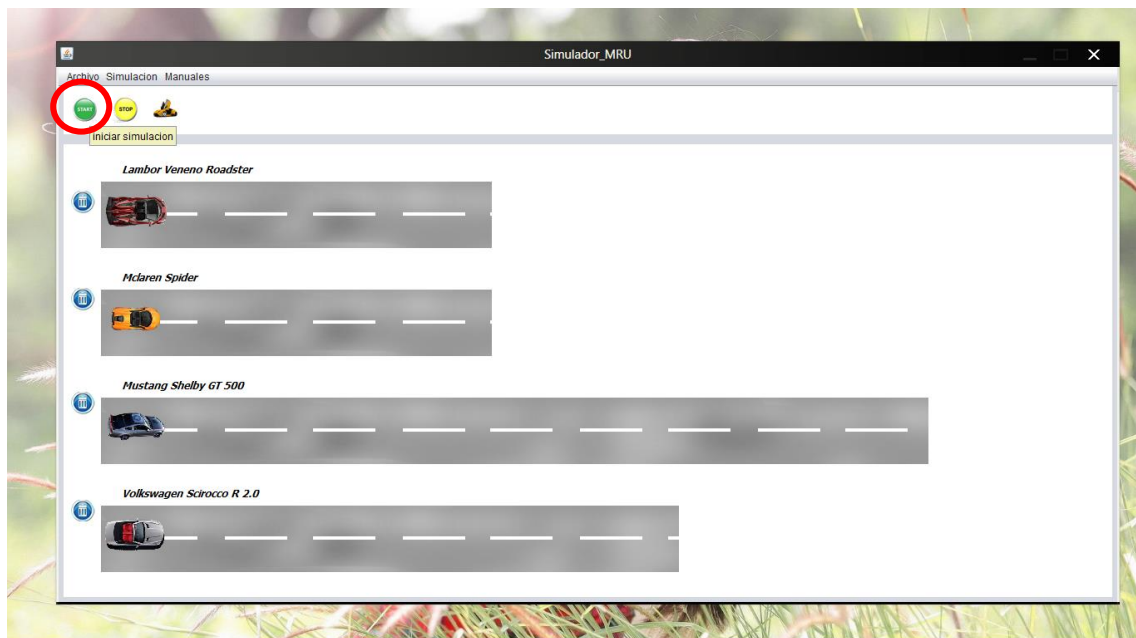 Simulador_MRU
Archivo Simulacion Manuales
START STOP
iniciar simulacion
Lambor Veneno Roadster
Mclaren Spider
Mustang Shelby GT 500
Volkswagen Scirocco R 2.0